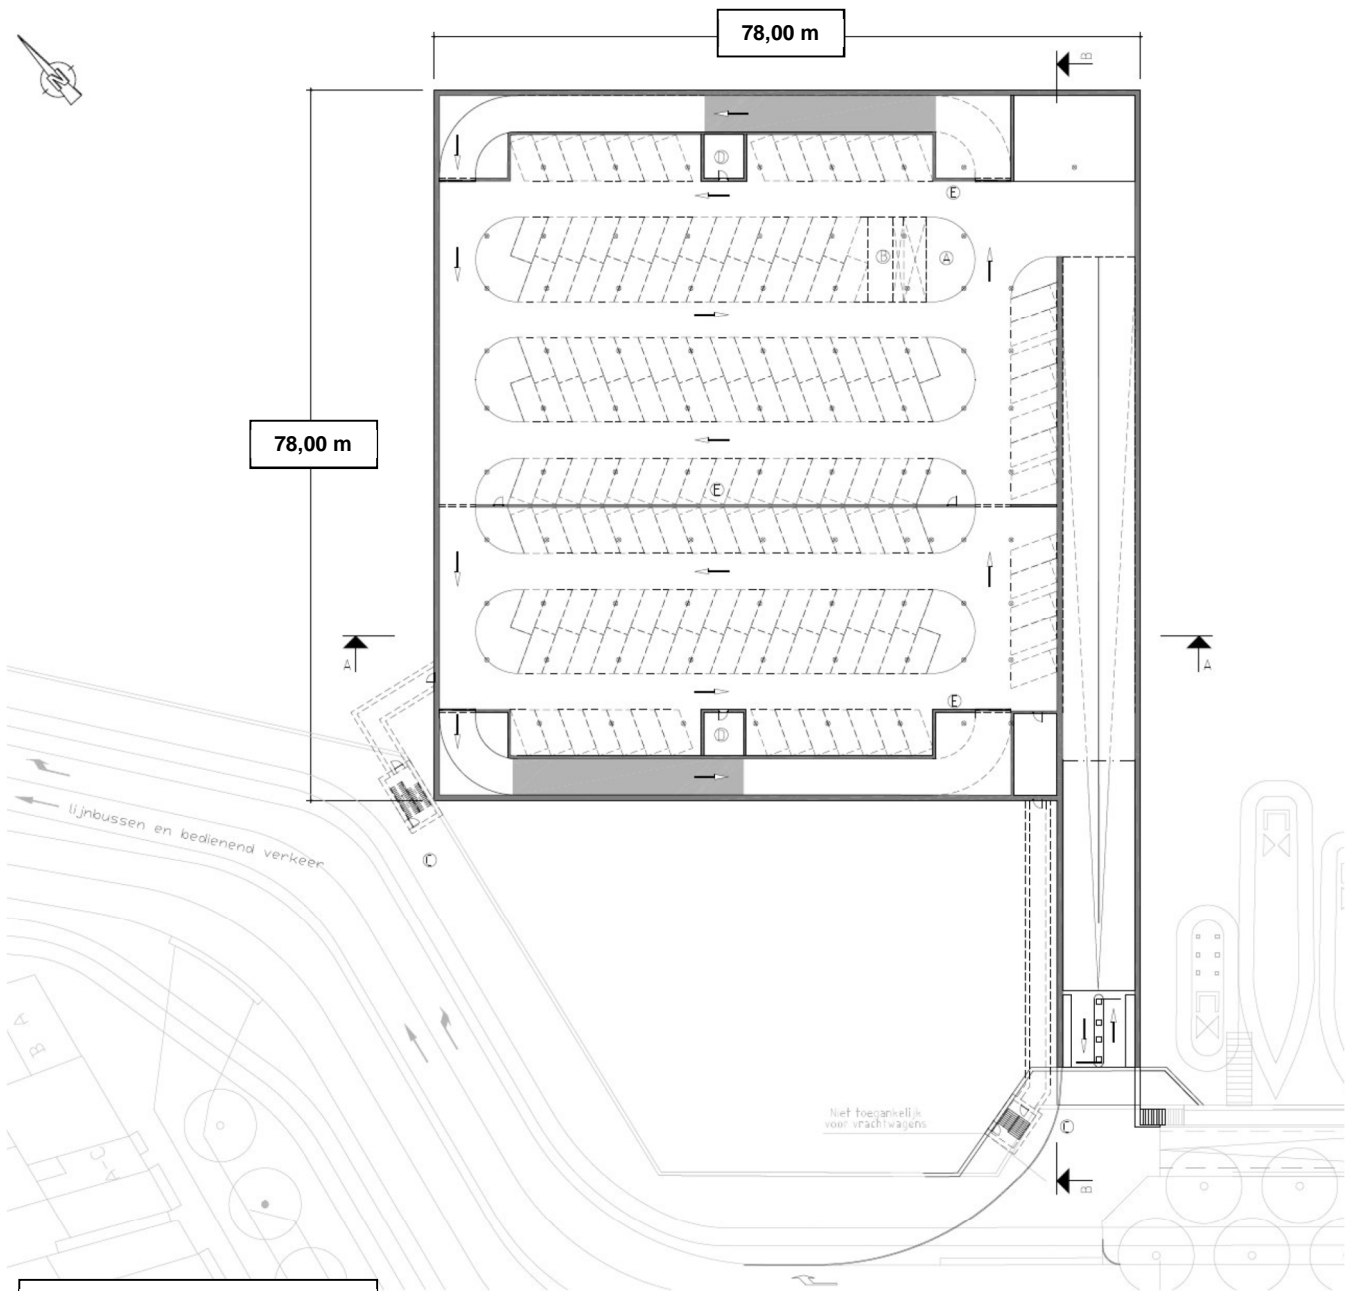 78,00 m
N
B
D
E
B
A
78,00 m
E
A
A
E
D
lijnbussen en bedienend verkeer
C
B A
A-C
Niet toegankelijk
voor vrachtwagens
C
B